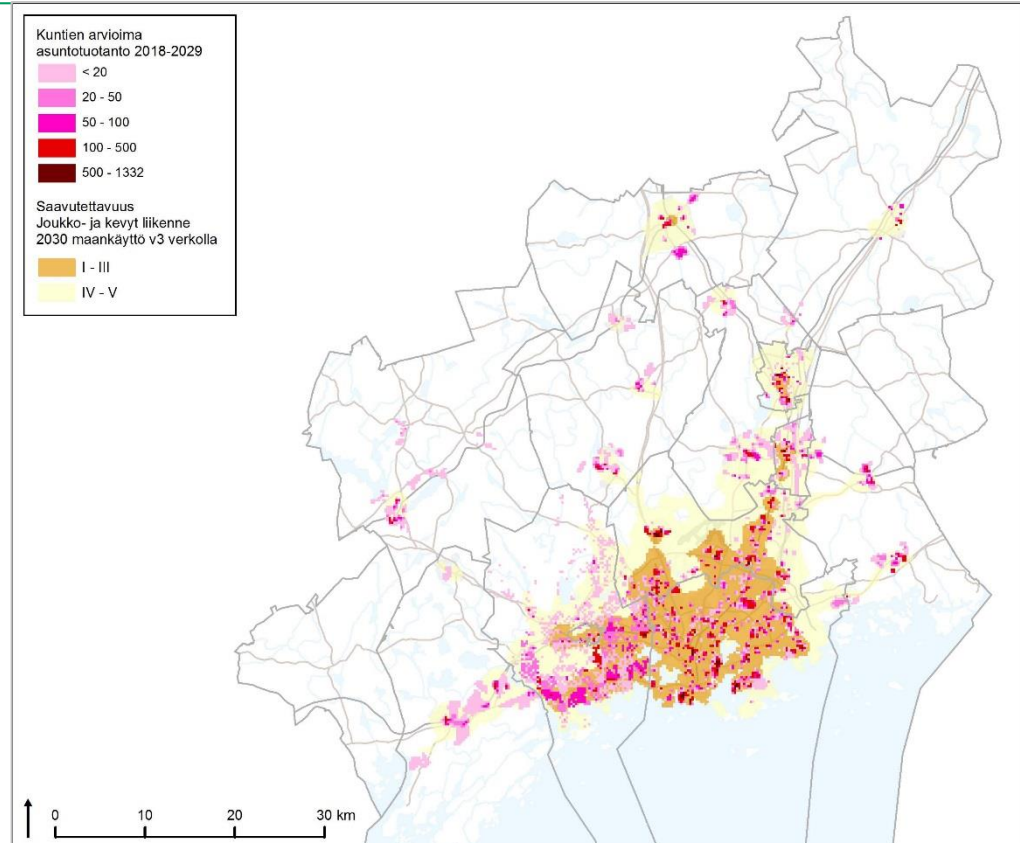 Kuntien arvioima
asuntotuotanto 2018-2029
< 20
20 - 50
50 - 100
100 - 500
500 - 1332
Saavutettavuus
Joukko- ja kevyt liikenne
2030 maankäyttö v3 verkolla
I - III
IV - V
0 10 20 30 km